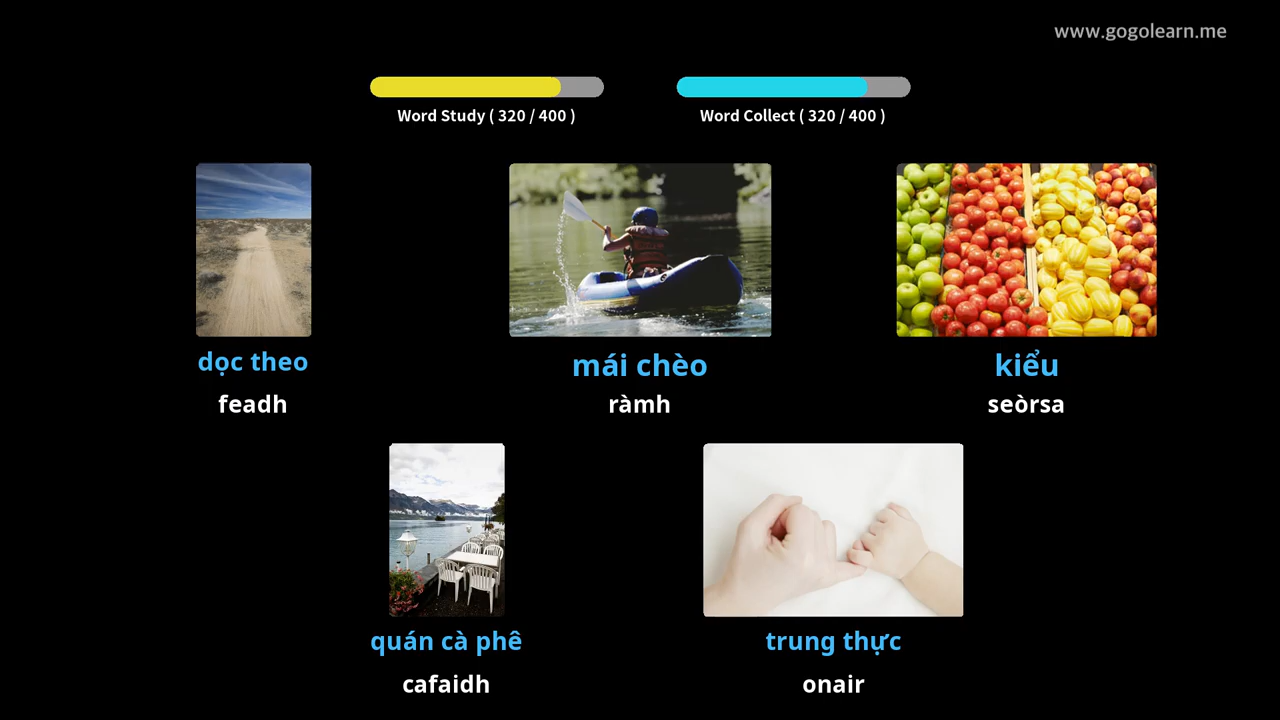 www.gogolearn.me
Word Study ( 320 / 400 )
Word Collect ( 320 / 400 )
dọc theo
feadh
mái chèo
ràmh
kiểu
seòrsa
quán cà phê
cafaidh
trung thực
onair